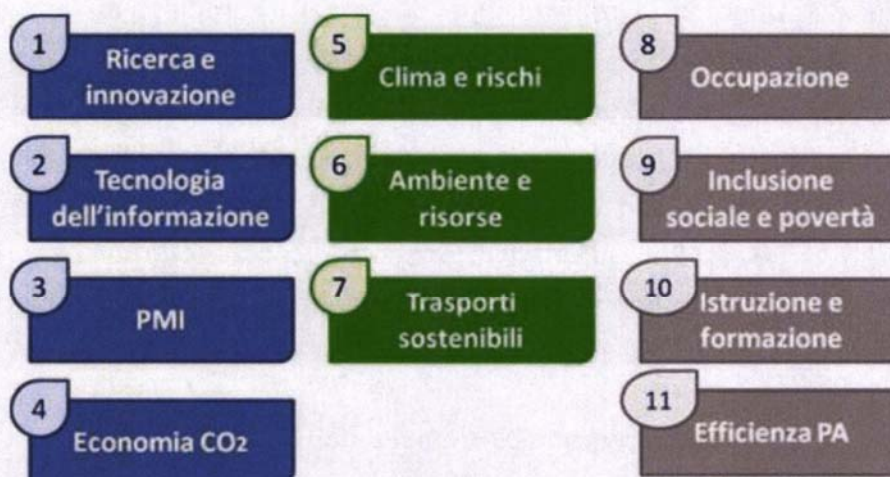 1
Ricerca e
innovazione
2
Tecnologia
dell'informazione
3
PMI
4
Economia CO2
5
Clima e rischi
6
Ambiente e
risorse
7
Trasporti
sostenibili
8
Occupazione
9
Inclusione
sociale e povertà
10
Istruzione e
formazione
11
Efficienza PA